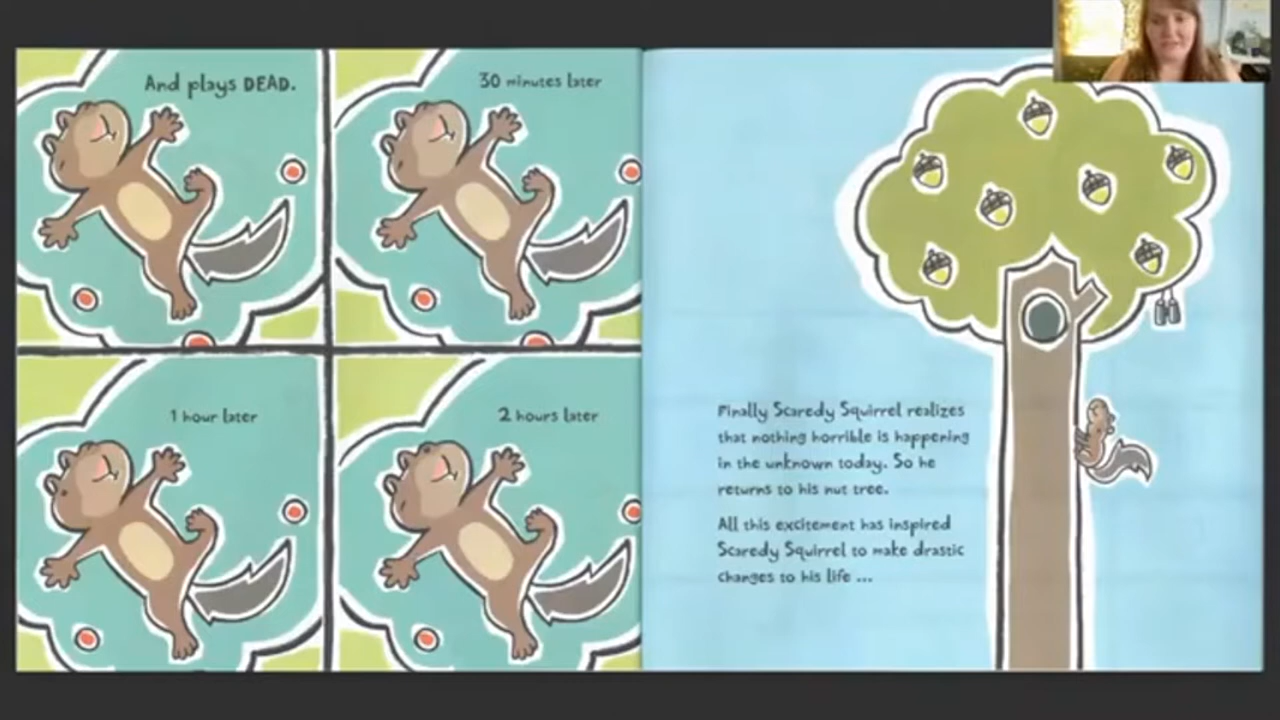 And plays DEAD.
30 minutes later
1 hour later
2 hours later
Finally Scaredy Squirrel realizes
that nothing horrible is happening
in the unknown today. So he
returns to his nut tree.
All this excitement has inspired
Scaredy Squirrel to make drastic
changes to his life ...